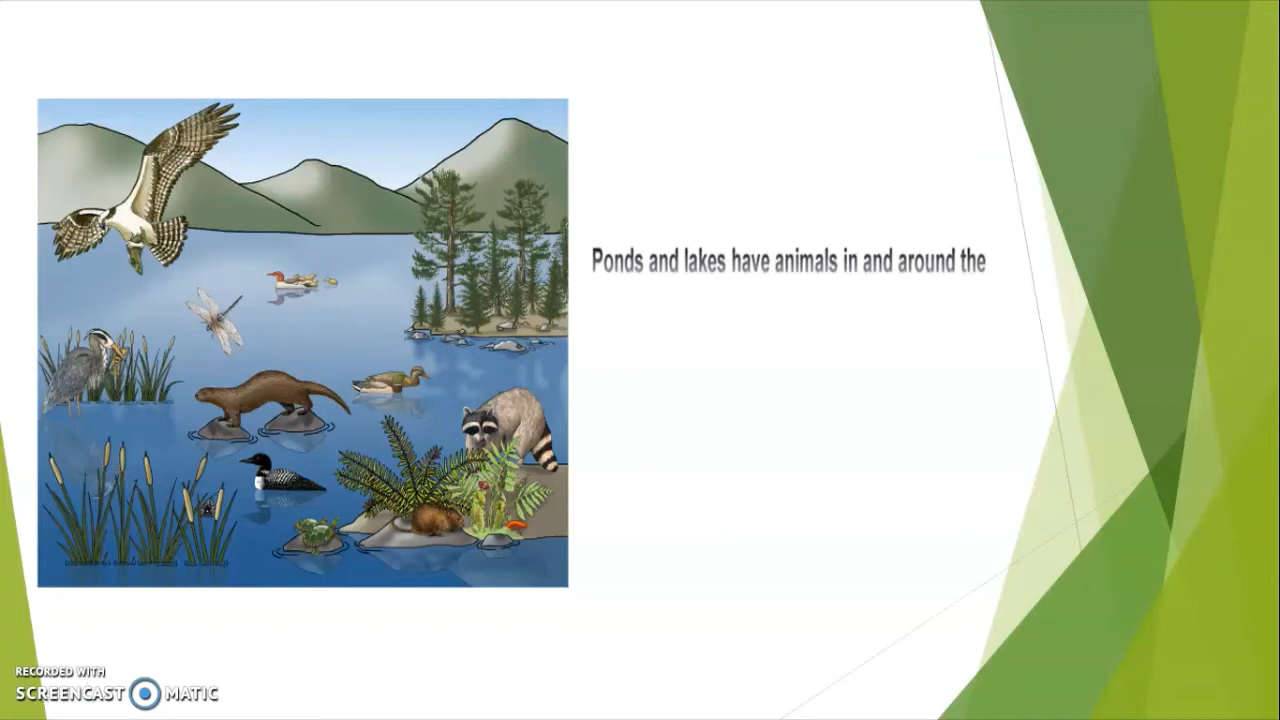 Ponds and lakes have animals in and around the
RECORDED WITH
SCREENCAST MATIC